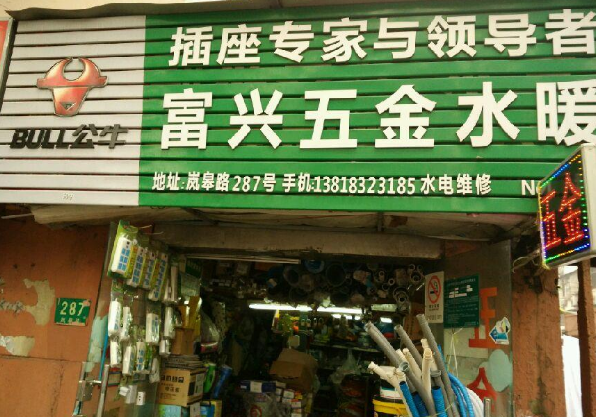 插座专家与领导者
BULL公牛
富兴五金水暖
地址:岚皋路287号 手机:13818323185 水电维修 N
五金
287
五金